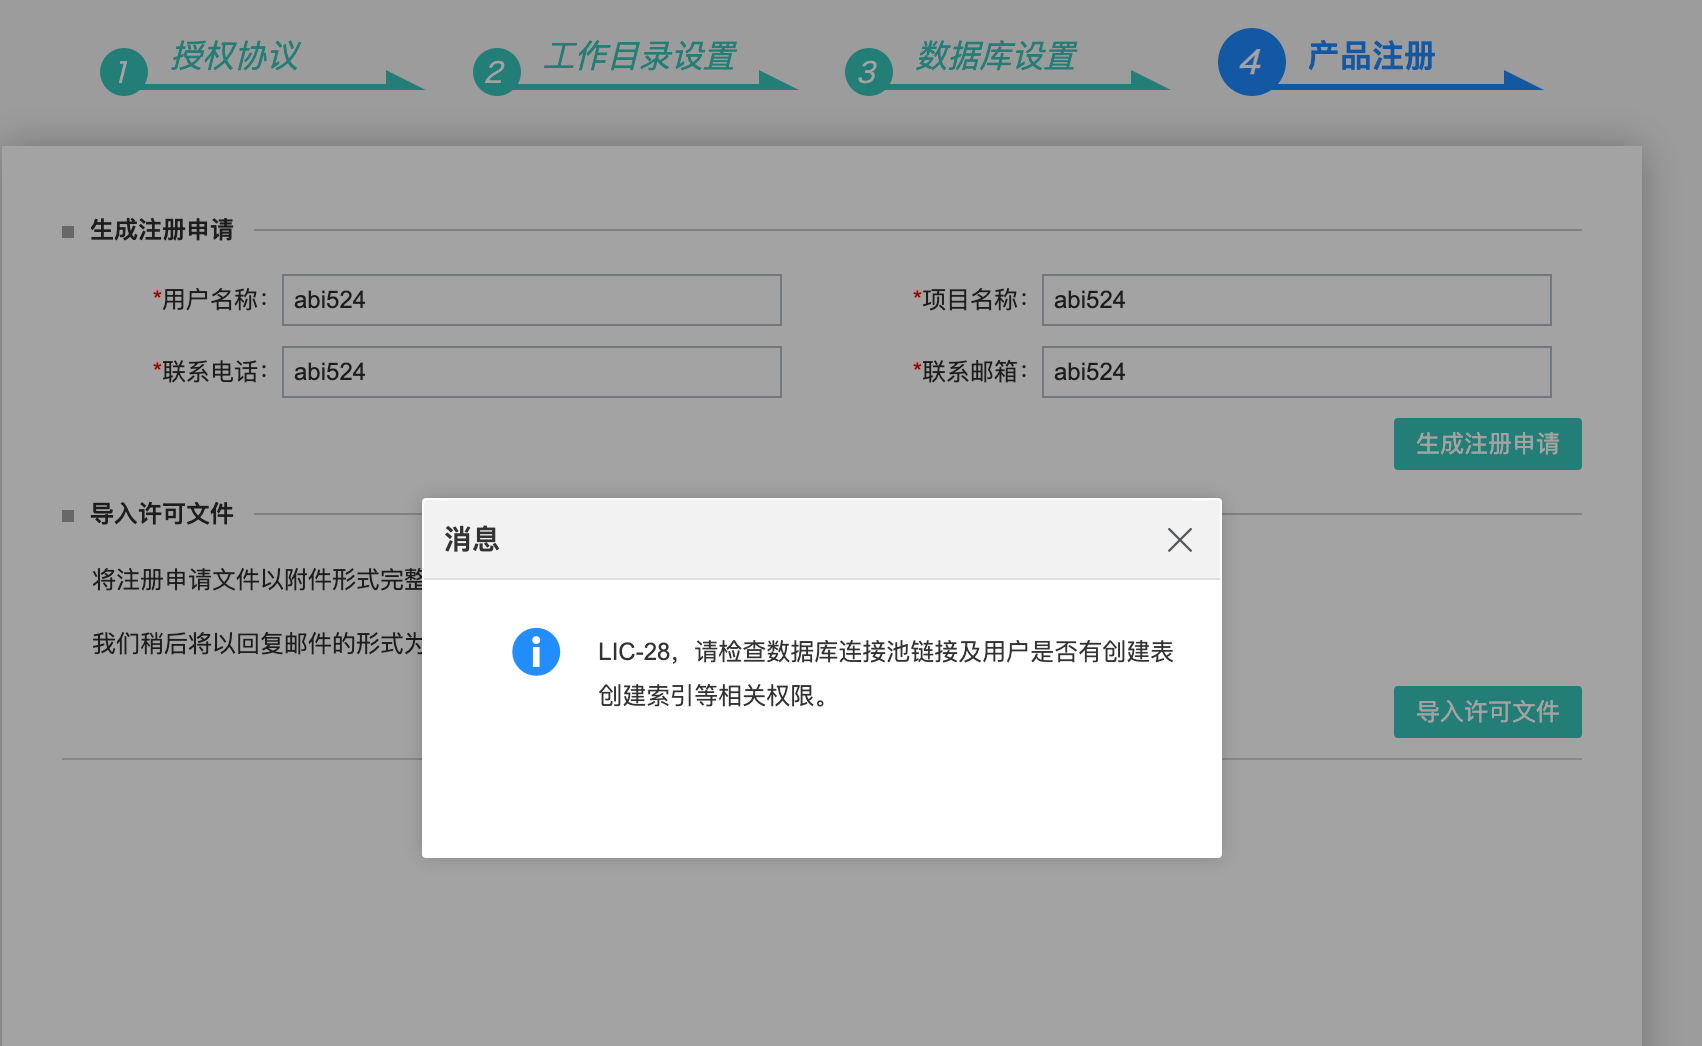 1 授权协议
2 工作目录设置
3 数据库设置
4 产品注册
生成注册申请
*用户名称： abi524
*项目名称： abi524
*联系电话： abi524
*联系邮箱： abi524
生成注册申请
导入许可文件
消息
将注册申请文件以附件形式完整
我们稍后将以回复邮件的形式为
LIC-28，请检查数据库连接池链接及用户是否有创建表
创建索引等相关权限。
导入许可文件